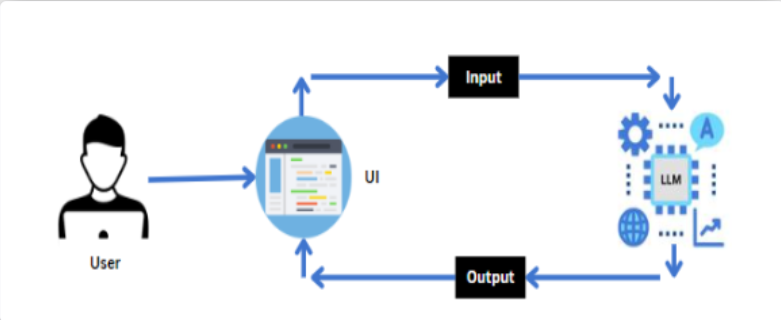 Input
A
UI
LLM
User
Output